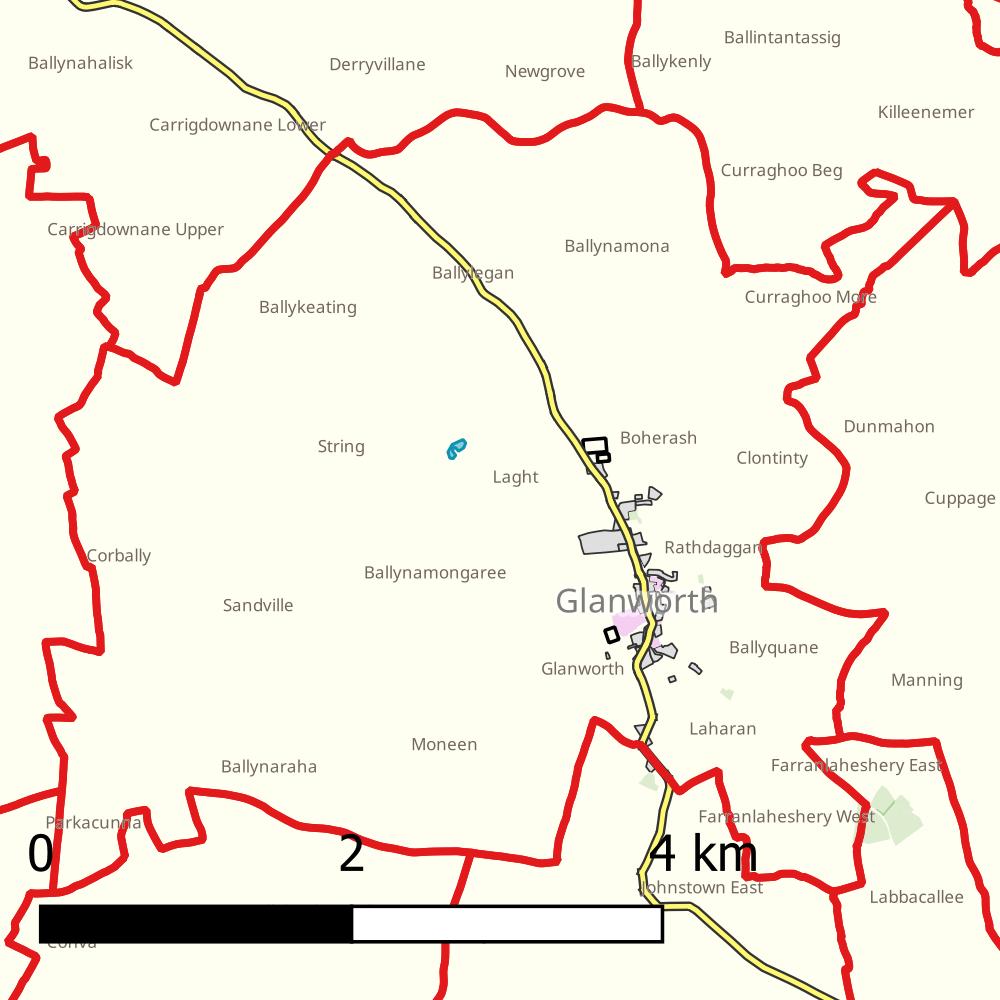 Ballintantassig
Ballynahalisk
Derryvillane
Newgrove
Ballykenly
Killeenemer
Carrigdownane Lower
Curraghoo Beg
Carrigdownane Upper
Ballynamona
Ballylegan
Ballykeating
Curraghoo More
Dunmahon
String
Boherash
Clontinty
Laght
Cuppage
Corbally
Rathdaggan
Ballynamongaree
Sandville
Glanworth
Ballyquane
Glanworth
Manning
Laharan
Moneen
Ballynaraha
Farranlaheshery East
Parkacunna
Farranlaheshery West
0 2 4 km
Johnstown East
Labbacallee
Conva